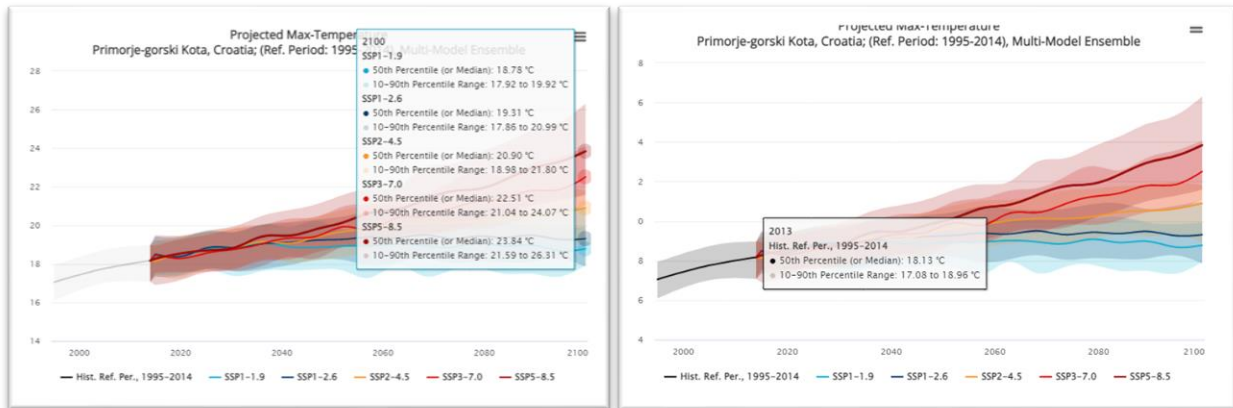 Projected Max-Temperature
Primorje-gorski Kota, Croatia; (Ref. Period: 1995-2014), Multi-Model Ensemble
2100
SSP1-1.9
50th Percentile (or Median): 18.78 °C
10-90th Percentile Range: 17.92 to 19.92 °C
SSP1-2.6
50th Percentile (or Median): 19.31 °C
10-90th Percentile Range: 17.86 to 20.99 °C
SSP2-4.5
50th Percentile (or Median): 20.90 °C
10-90th Percentile Range: 18.98 to 21.80 °C
SSP3-7.0
50th Percentile (or Median): 22.51 °C
10-90th Percentile Range: 21.04 to 24.07 °C
SSP5-8.5
50th Percentile (or Median): 23.84 °C
10-90th Percentile Range: 21.59 to 26.31 °C
28
26
24
22
20
18
16
14
2000 2020 2040 2060 2080 2100
Hist. Ref. Per., 1995-2014 SSP1-1.9 SSP1-2.6 SSP2-4.5 SSP3-7.0 SSP5-8.5
Projected Max-Temperature
Primorje-gorski Kota, Croatia; (Ref. Period: 1995-2014), Multi-Model Ensemble
8
6
4
2
0
8
6
4
2013
Hist. Ref. Per., 1995-2014
50th Percentile (or Median): 18.13 °C
10-90th Percentile Range: 17.08 to 18.96 °C
2000 2020 2040 2060 2080 2100
Hist. Ref. Per., 1995-2014 SSP1-1.9 SSP1-2.6 SSP2-4.5 SSP3-7.0 SSP5-8.5